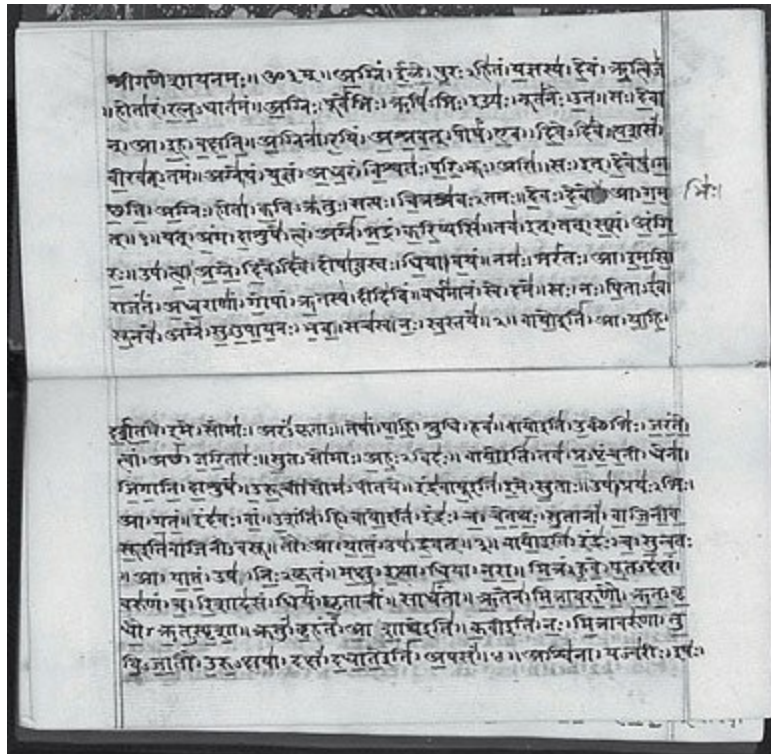 श्रीगणेशायनमः॥ॐ३म्॥अग्निं।ईळे।पुरःऽहितं।यज्ञस्य।देवं।ऋत्विजं
॥होतारं।रत्नऽधातमं॥अग्निः।पूर्वेभिः।ऋषिऽभिः।ईड्यः।नूतनैः।उत॥सः।देवा
न्।आ।इह।वक्षति॥अग्निना।रयिं।अश्नवत्।पोषं।एव।दिवेऽदिवे॥यशसं
वीरवत्ऽतमं॥अग्ने।यं।यज्ञं।अध्वरं।विश्वतः।परिऽभूः।असि॥सः।इत्।देवेषु।ग
च्छति॥अग्निः।होता।कविऽक्रतुः।सत्यः।चित्रश्रवःऽतमः॥देवः।देवे आ।गम भिः।
त्॥१॥यत्।अंग।दाशुषे।त्वं।अग्ने।भद्रं।करिष्यसि॥तव।इत्।तत्।सत्यं।अंगि
रः॥उप।त्वा।अग्ने।दिवेऽदिवे।दोषाऽवस्तः।धिया।वयं॥नमः।भरंतः।आ।इमसि॥
राजंतं।अध्वराणां।गोपां।ऋतस्य।दीदिविं॥वर्धमानं।स्वे।दमे॥सः।नः।पिताऽइव।
सूनवे।अग्ने।सुऽउपायनः।भव॥सचस्व।नः।स्वस्तये॥२॥वायोइति।आ।याहि।
दर्शत।इमे।सोमाः।अरंऽकृताः॥तेषां।पाहि।श्रुधि।हवं॥वायोइति।उक्थेभिः।जरंते।
त्वां।अच्छ।जरितारः॥सुतऽसोमाः।अहःऽविदः॥वायोइति।तव।प्रऽपृंचती।धेना।
जिगाति।दाशुषे॥उरूची।सोमऽपीतये॥इंद्रवायूइति।इमे।सुताः।उप।प्रयःऽभिः।
आ।गतं॥इंदवः।वां।उशंति।हि॥वायोइति।इंद्रः।च।चेतथः।सुतानां।वाजिनीव
सूइतिवाजिनीऽवसू॥तौ।आ।यातं।उप।द्रवत्॥३॥वायोइति।इंद्रः।च।सुन्वतः
॥आ।यातं।उप।निःऽकृतं॥मक्षु।इत्था।धिया।नरा॥मित्रं।हुवे।पूतऽदक्षं।
वरुणं।च।रिशादसं॥धियं।घृताचीं।साधंता॥ऋतेन।मित्रावरुणौ।ऋतऽवृ
धौ।ऋतऽस्पृशा॥क्रतुं।बृहंतं।आशाथेइति॥कवीइति।नः।मित्रावरुणा।तु
विऽजातौ।उरुऽक्षया॥दक्षं।दधातेइति।अपसं॥४॥अश्विना।यज्वरीः।इषः।